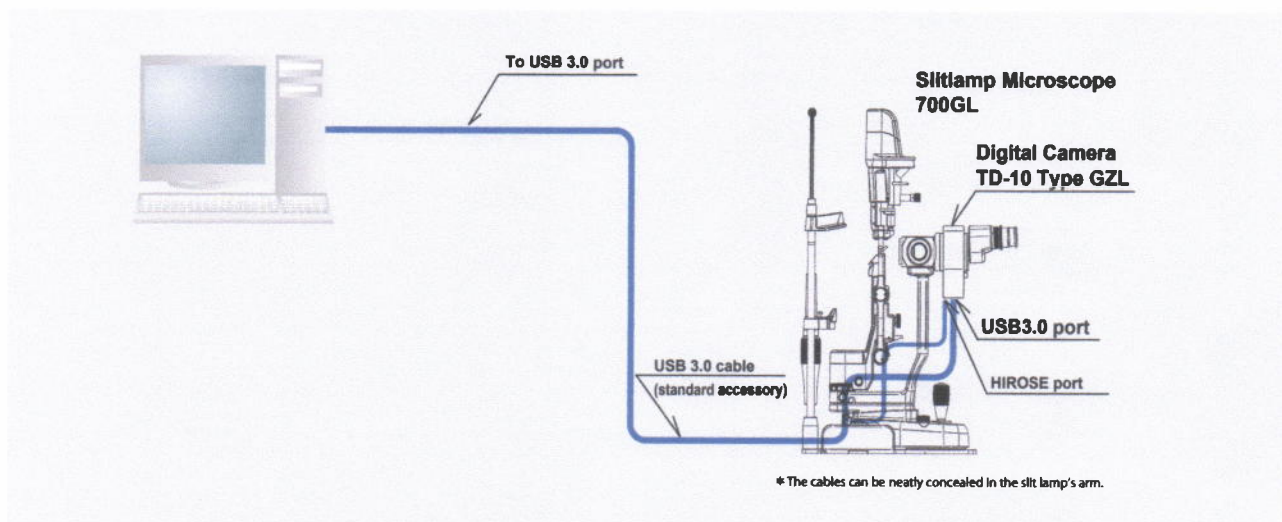 To USB 3.0 port
Slitlamp Microscope
700GL
Digital Camera
TD-10 Type GZL
USB3.0 port
USB 3.0 cable
(standard accessory)
HIROSE port
* The cables can be neatly concealed in the slit lamp's arm.